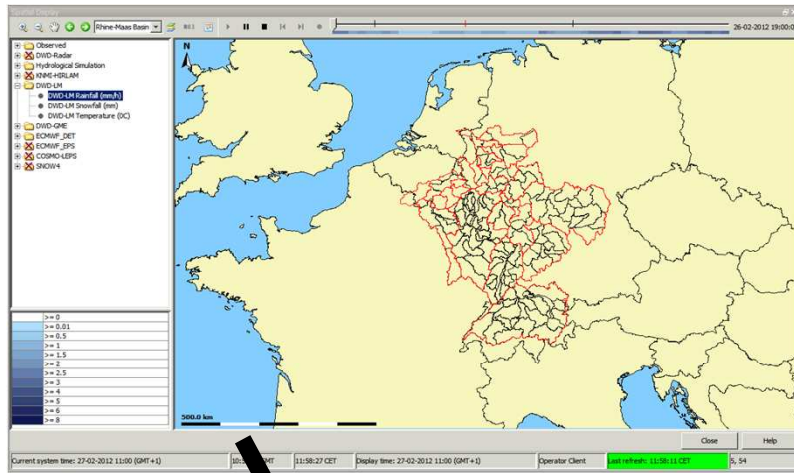 Spatial Display
Rhine-Maas Basin
26-02-2012 19:00:0
Observed
DWD-Radar
Hydrological Simulation
KNMI-HIRLAM
DWD-LM
DWD-LM Rainfall (mm/h)
DWD-LM Snowfall (mm)
DWD-LM Temperature (0C)
DWD-GME
ECMWF_DET
ECMWF_EPS
COSMO-LEPS
SNOW4
N
>= 0
>= 0.01
>= 0.5
>= 1
>= 1.5
>= 2
>= 2.5
>= 3
>= 4
>= 5
>= 6
>= 8
500.0 km
Close Help
Current system time: 27-02-2012 11:00 (GMT+1) 11:58:27 CET Display time: 27-02-2012 11:00 (GMT+1) Operator Client Last refresh: 11:58:11 CET 5, 54